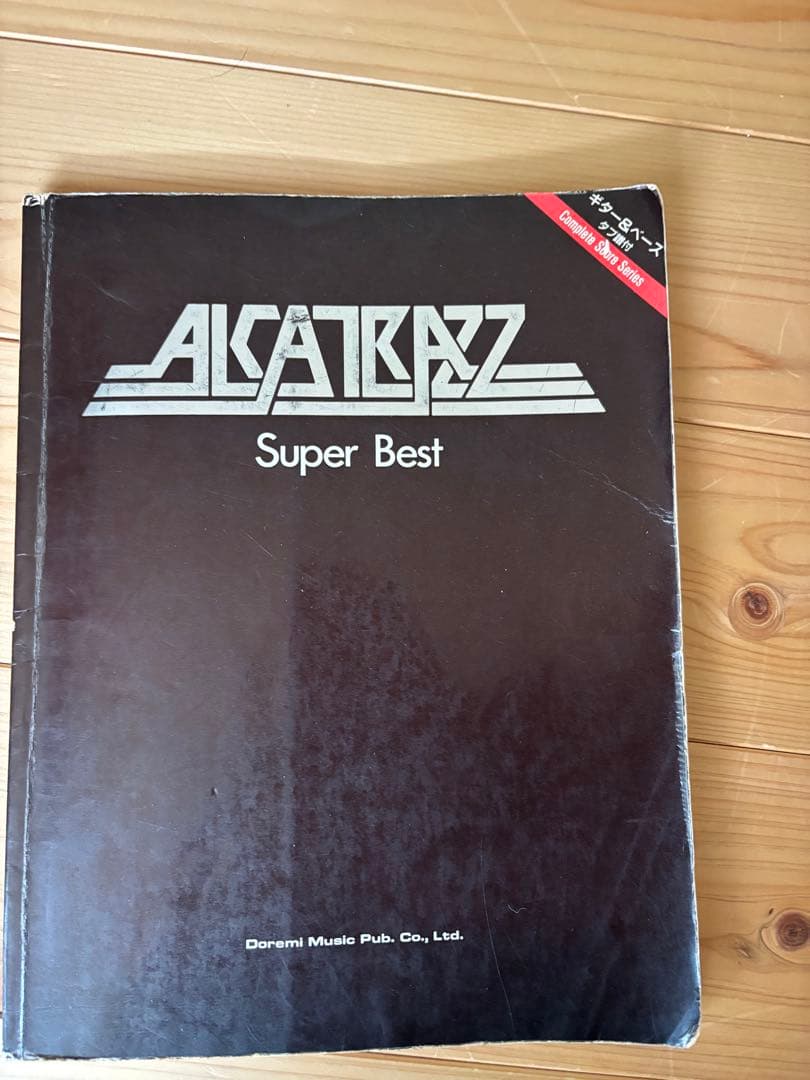 ギター&ベース
タブ譜付
Complete Score Series
ALCATRAZZ
Super Best
Doremi Music Pub. Co., Ltd.